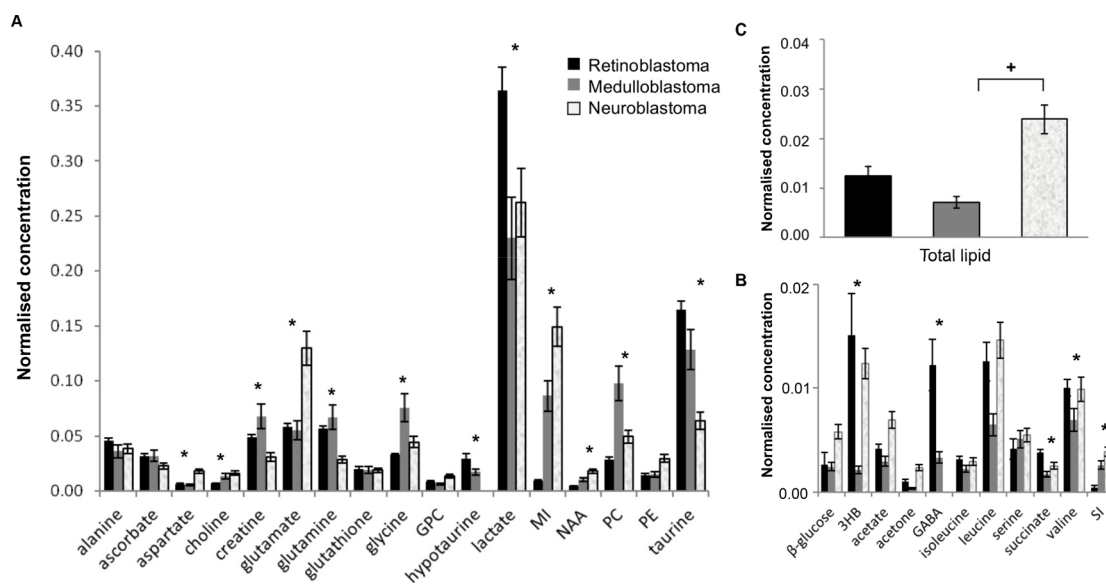 A
Normalised concentration
0.40
0.35
0.30
0.25
0.20
0.15
0.10
0.05
0.00
Retinoblastoma
Medulloblastoma
Neuroblastoma
* * * * * * * * * * * * *
alanine
ascorbate
aspartate
choline
creatine
glutamate
glutamine
glutathione
glycine
GPC
hypotaurine
lactate
MI
NAA
PC
PE
taurine
C
Normalised concentration
0.04
0.03
0.02
0.01
0.00
+
Total lipid
B
Normalised concentration
0.02
0.01
0.00
* * * * *
β-glucose
3HB
acetate
acetone
GABA
isoleucine
leucine
serine
succinate
valine
SI